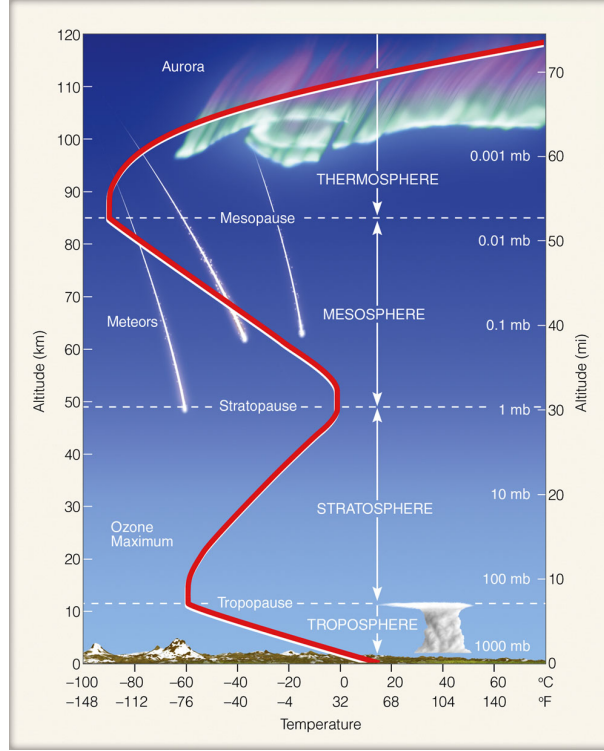 120
110
100
90
80
70
60
50
40
30
20
10
0
Altitude (km)
Aurora
THERMOSPHERE
Mesopause
MESOSPHERE
Meteors
Stratopause
STRATOSPHERE
Ozone
Maximum
Tropopause
TROPOSPHERE
0.001 mb
0.01 mb
0.1 mb
1 mb
10 mb
100 mb
1000 mb
70
60
50
40
30
20
10
0
Altitude (mi)
–100 –80 –60 –40 –20 0 20 40 60 °C
–148 –112 –76 –40 –4 32 68 104 140 °F
Temperature